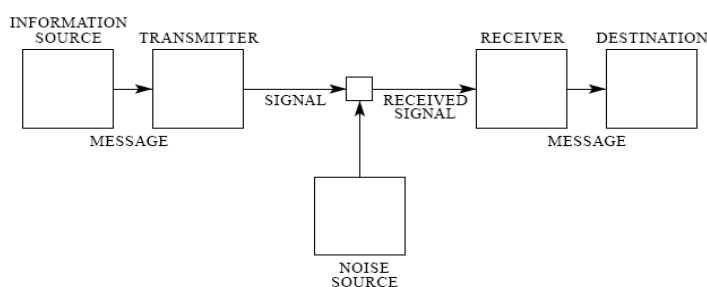 INFORMATION
SOURCE
TRANSMITTER
RECEIVER
DESTINATION
SIGNAL
RECEIVED
SIGNAL
MESSAGE
MESSAGE
NOISE
SOURCE